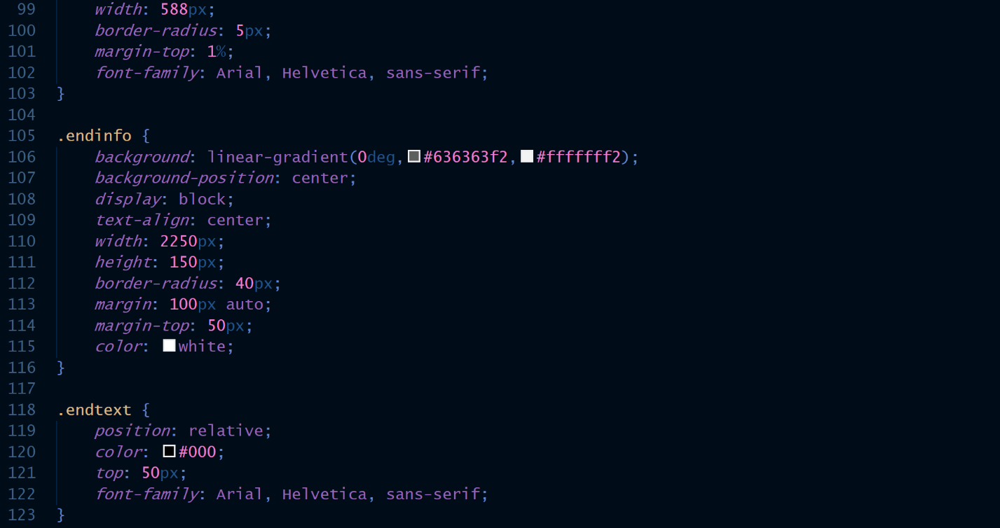 99 width: 588px;
100 border-radius: 5px;
101 margin-top: 1%;
102 font-family: Arial, Helvetica, sans-serif;
103 }
104
105 .endinfo {
106 background: linear-gradient(0deg,#636363f2,#fffffff2);
107 background-position: center;
108 display: block;
109 text-align: center;
110 width: 2250px;
111 height: 150px;
112 border-radius: 40px;
113 margin: 100px auto;
114 margin-top: 50px;
115 color: white;
116 }
117
118 .endtext {
119 position: relative;
120 color: #000;
121 top: 50px;
122 font-family: Arial, Helvetica, sans-serif;
123 }